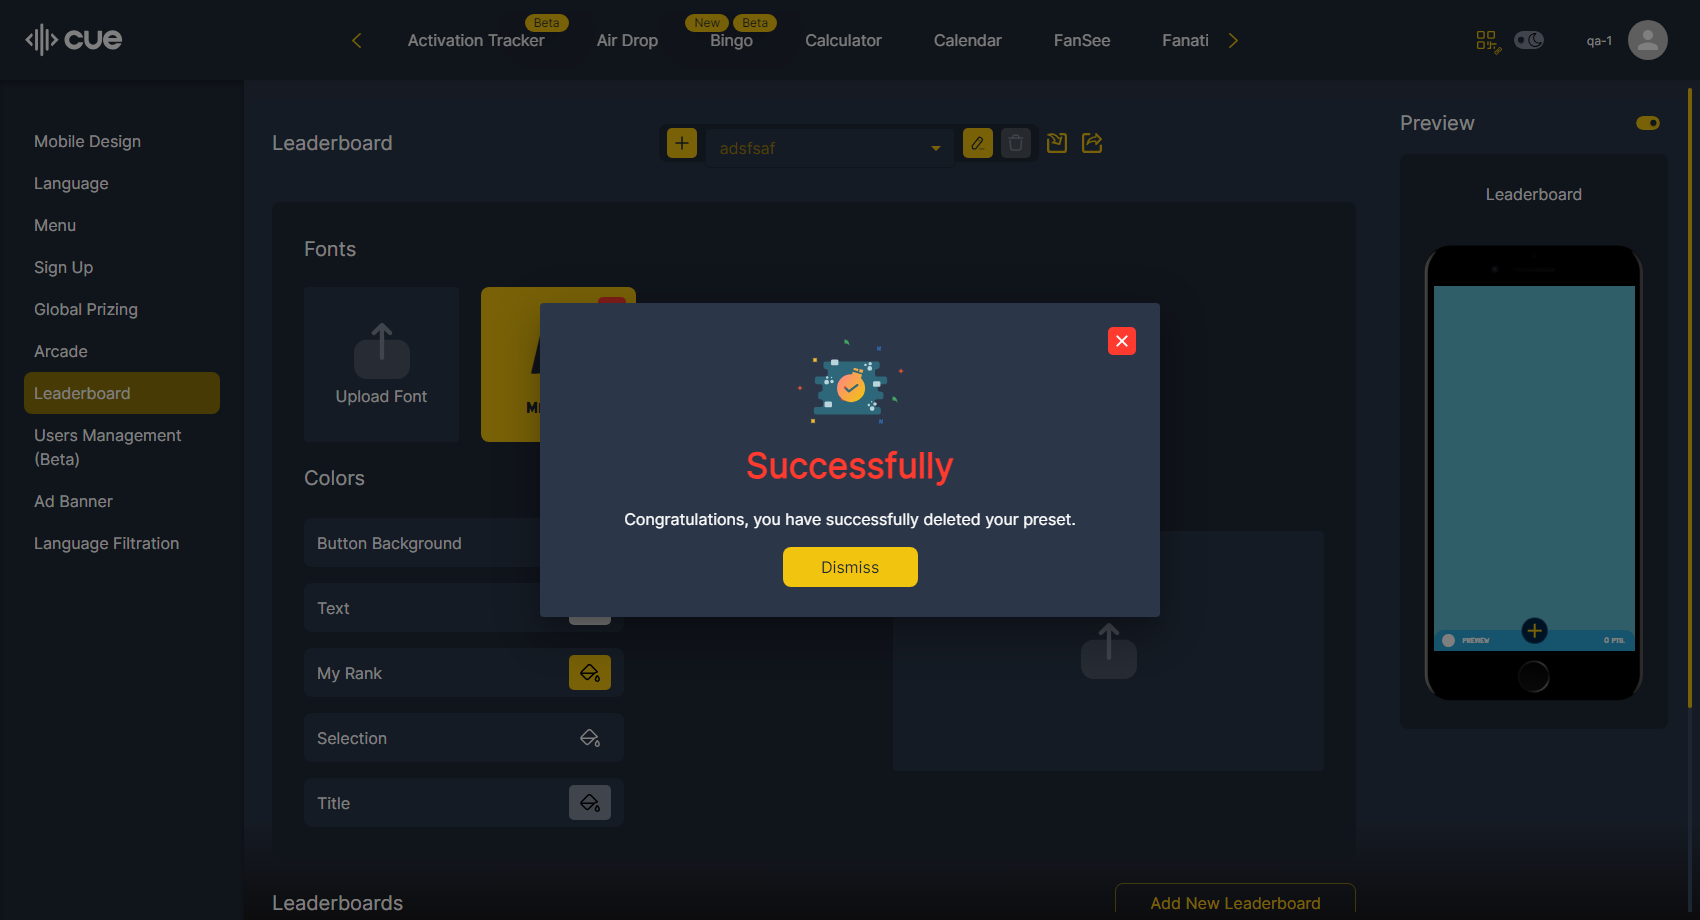 cue
Activation Tracker
Beta
Air Drop
Bingo
New
Beta
Calculator
Calendar
FanSee
Fanati
qa-1
Mobile Design
Language
Menu
Sign Up
Global Prizing
Arcade
Leaderboard
Users Management
(Beta)
Ad Banner
Language Filtration
Leaderboard
adsfsaf
Fonts
Upload Font
Colors
Button Background
Text
My Rank
Selection
Title
Successfully
Congratulations, you have successfully deleted your preset.
Dismiss
Leaderboards
Add New Leaderboard
Preview
Leaderboard
PREVIEW
0 PTS.